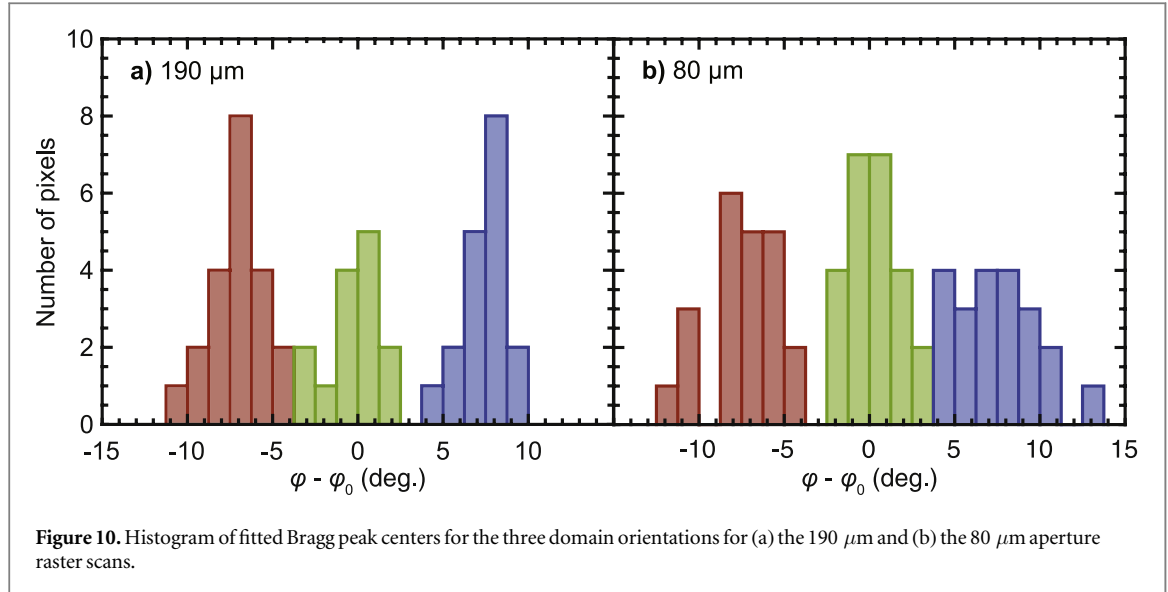 10
8
6
4
2
0
Number of pixels
a) 190 µm
b) 80 µm
-15 -10 -5 0 5 10
-10 -5 0 5 10 15
φ - φ0 (deg.)
φ - φ0 (deg.)
Figure 10. Histogram of fitted Bragg peak centers for the three domain orientations for (a) the 190 μm and (b) the 80 μm aperture
raster scans.